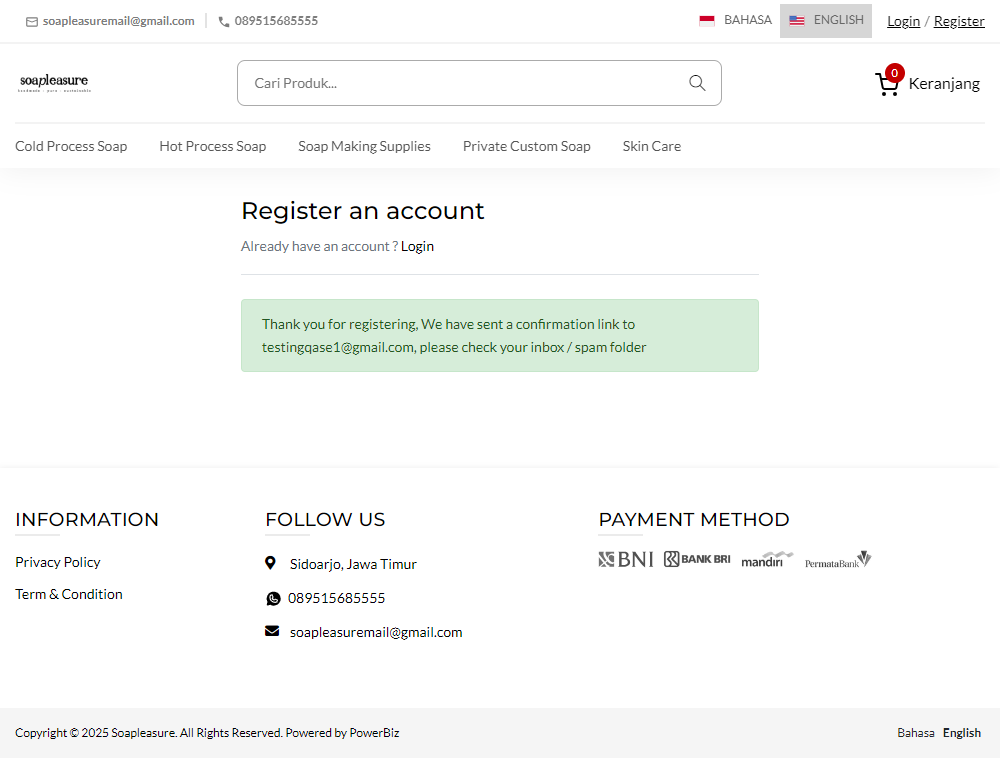 soapleasuremail@gmail.com
089515685555
BAHASA
ENGLISH
Login / Register
soapleasure
handmade · pure · sustainable
Cari Produk...
0
Keranjang
Cold Process Soap
Hot Process Soap
Soap Making Supplies
Private Custom Soap
Skin Care
Register an account
Already have an account ? Login
Thank you for registering, We have sent a confirmation link to
testingqase1@gmail.com, please check your inbox / spam folder
INFORMATION
Privacy Policy
Term & Condition
FOLLOW US
Sidoarjo, Jawa Timur
089515685555
soapleasuremail@gmail.com
PAYMENT METHOD
BNI
BANK BRI
mandiri
PermataBank
Copyright © 2025 Soapleasure. All Rights Reserved. Powered by PowerBiz
Bahasa
English